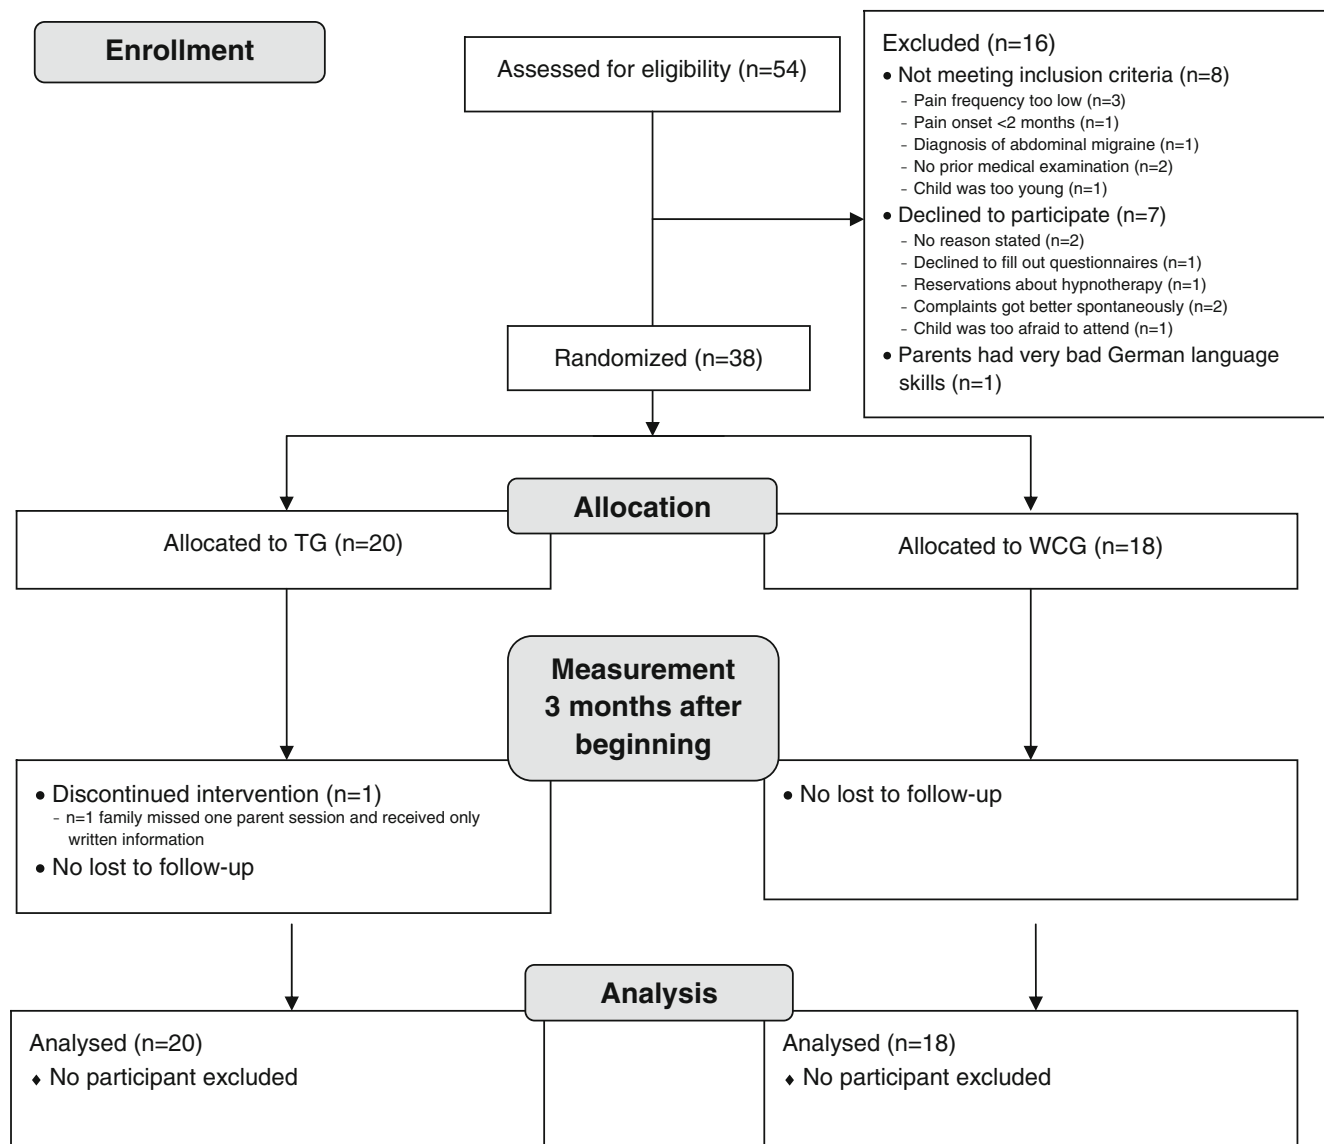 Enrollment
Assessed for eligibility (n=54)
Excluded (n=16)
• Not meeting inclusion criteria (n=8)
- Pain frequency too low (n=3)
- Pain onset <2 months (n=1)
- Diagnosis of abdominal migraine (n=1)
- No prior medical examination (n=2)
- Child was too young (n=1)
• Declined to participate (n=7)
- No reason stated (n=2)
- Declined to fill out questionnaires (n=1)
- Reservations about hypnotherapy (n=1)
- Complaints got better spontaneously (n=2)
- Child was too afraid to attend (n=1)
• Parents had very bad German language
skills (n=1)
Randomized (n=38)
Allocation
Allocated to TG (n=20)
Allocated to WCG (n=18)
Measurement
3 months after
beginning
• Discontinued intervention (n=1)
- n=1 family missed one parent session and received only
written information
• No lost to follow-up
• No lost to follow-up
Analysis
Analysed (n=20)
♦ No participant excluded
Analysed (n=18)
♦ No participant excluded